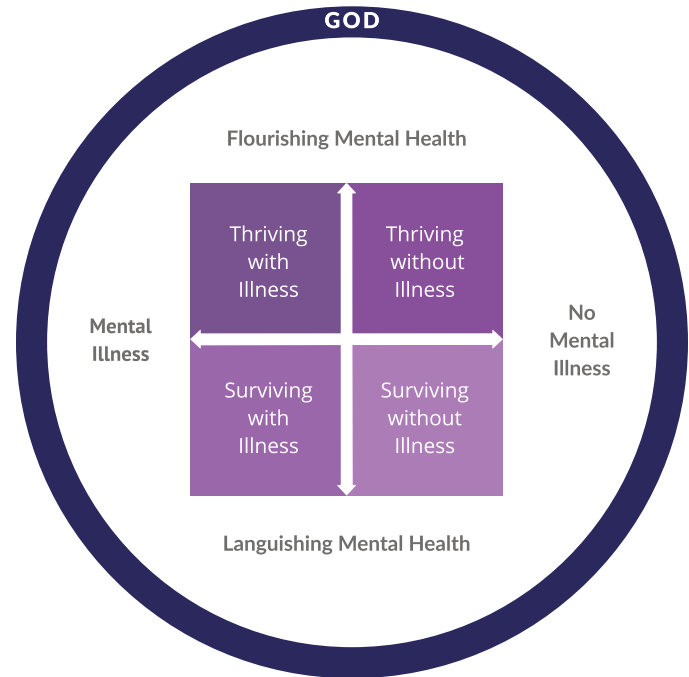 GOD
Flourishing Mental Health
Thriving
with
Illness
Thriving
without
Illness
Mental
Illness
No
Mental
Illness
Surviving
with
Illness
Surviving
without
Illness
Languishing Mental Health